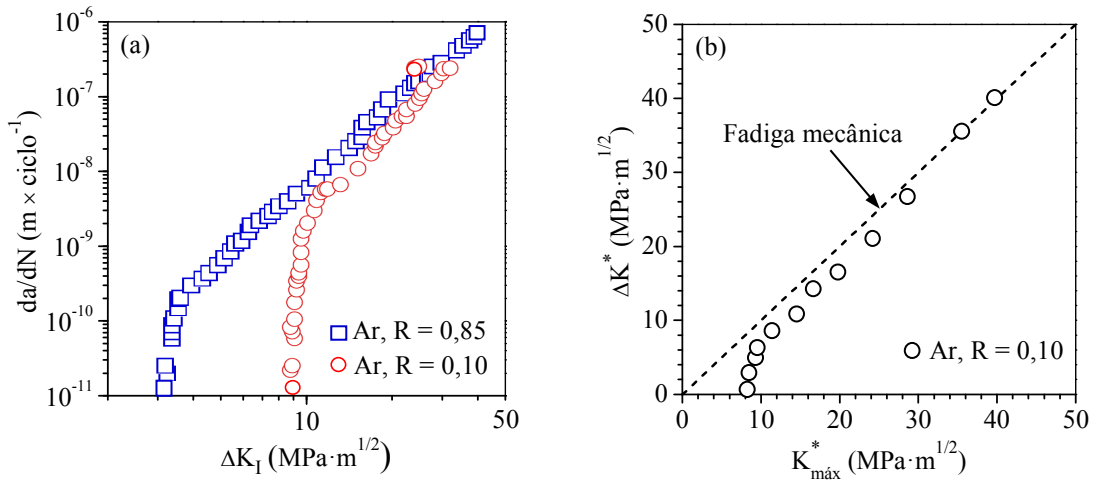 (a)
da/dN (m × ciclo⁻¹)
10⁻⁶
10⁻⁷
10⁻⁸
10⁻⁹
10⁻¹⁰
10⁻¹¹
10
50
ΔK_I (MPa·m^1/2)
Ar, R = 0,85
Ar, R = 0,10
(b)
ΔK* (MPa·m^1/2)
50
40
30
20
10
0
0 10 20 30 40 50
K*_máx (MPa·m^1/2)
Fadiga mecânica
Ar, R = 0,10